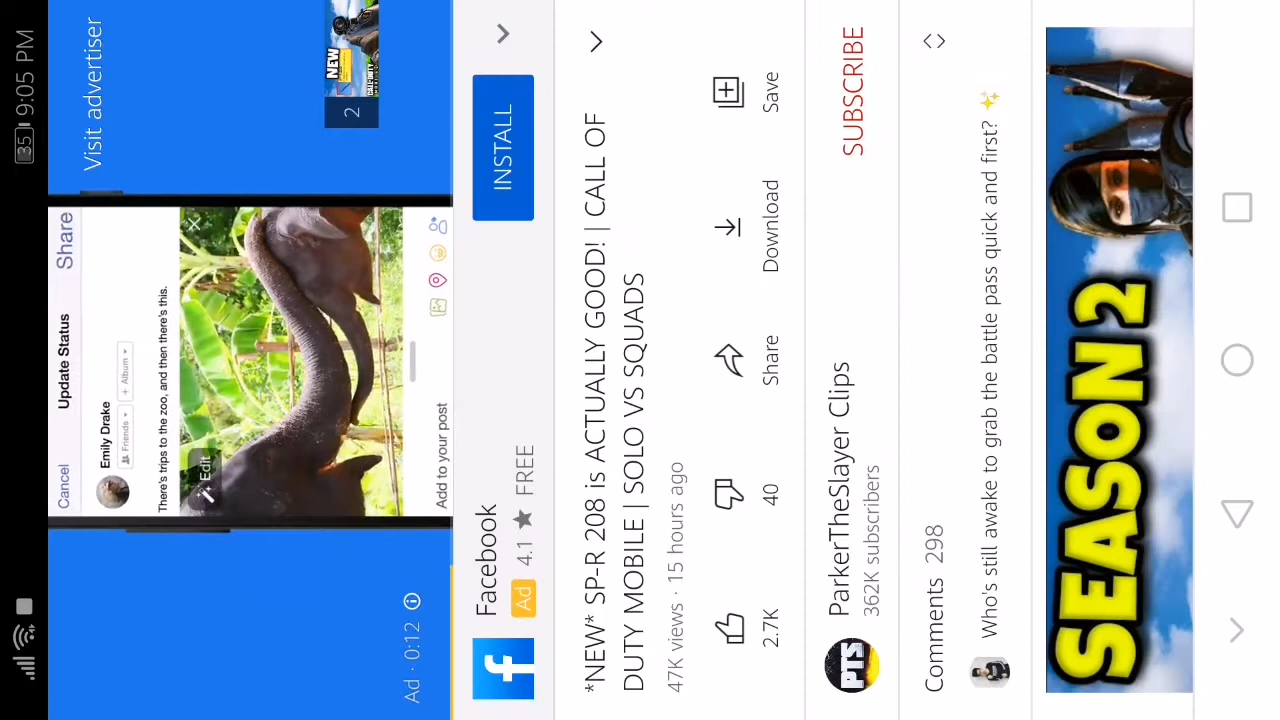 35 9:05 PM
Visit advertiser
Cancel Update Status Share
Emily Drake
Friends + Album
There's trips to the zoo, and then there's this.
Edit
Add to your post
NEW
2
Ad · 0:12
Facebook
Ad 4.1 ★ FREE
INSTALL
*NEW* SP-R 208 is ACTUALLY GOOD! | CALL OF
DUTY MOBILE | SOLO VS SQUADS
47K views · 15 hours ago
2.7K 40 Share Download Save
PTS
ParkerTheSlayer Clips
362K subscribers
SUBSCRIBE
Comments 298
Who's still awake to grab the battle pass quick and first? ✨
SEASON 2